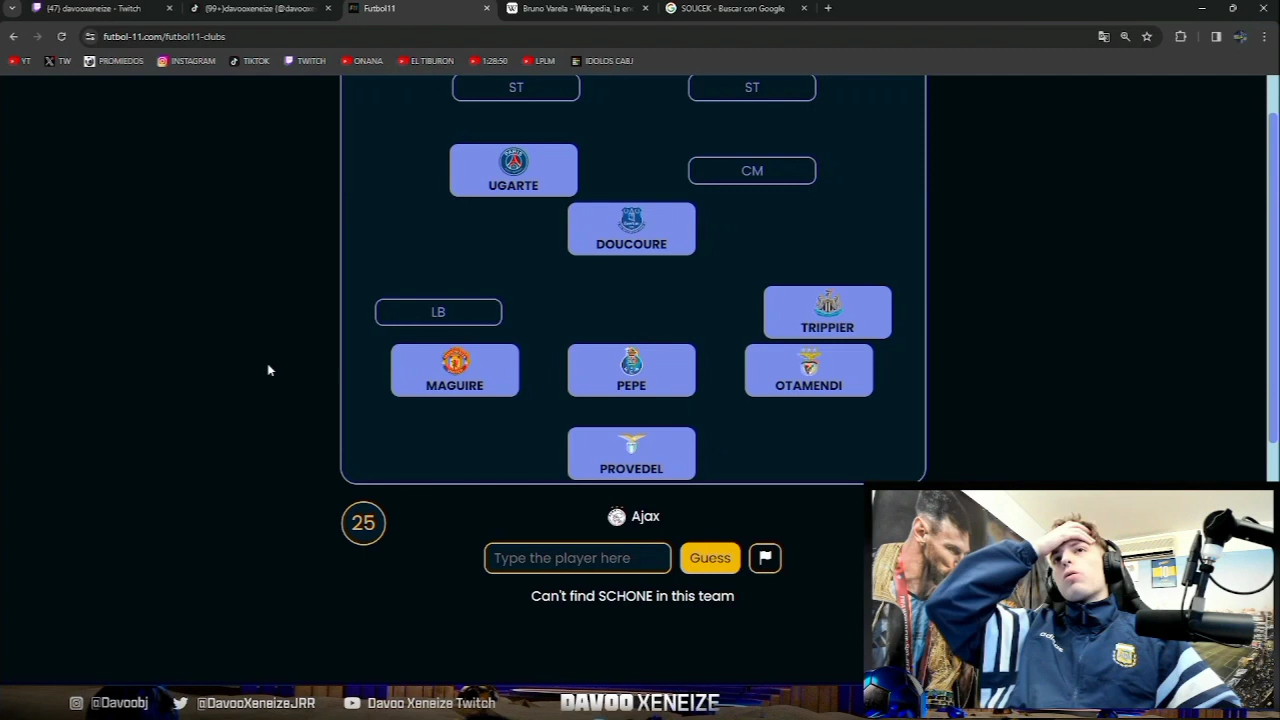 (47) davooxeneize - Twitch
(99+)davooxeneize (@davooxe
Futbol11
Bruno Varela - Wikipedia, la en
SOUCEK - Buscar con Google
futbol-11.com/futbol11-clubs
YT
TW
PROMIEDOS
INSTAGRAM
TIKTOK
TWITCH
ONANA
EL TIBURON
1:28:50
LPLM
IDOLOS CABJ
ST
ST
UGARTE
CM
DOUCOURE
LB
TRIPPIER
MAGUIRE
PEPE
OTAMENDI
PROVEDEL
25
Ajax
Type the player here
Guess
Can't find SCHONE in this team
adidas
@Davoobj
@DavooXeneizeJRR
Davoo Xeneize Twitch
DAVOO XENEIZE